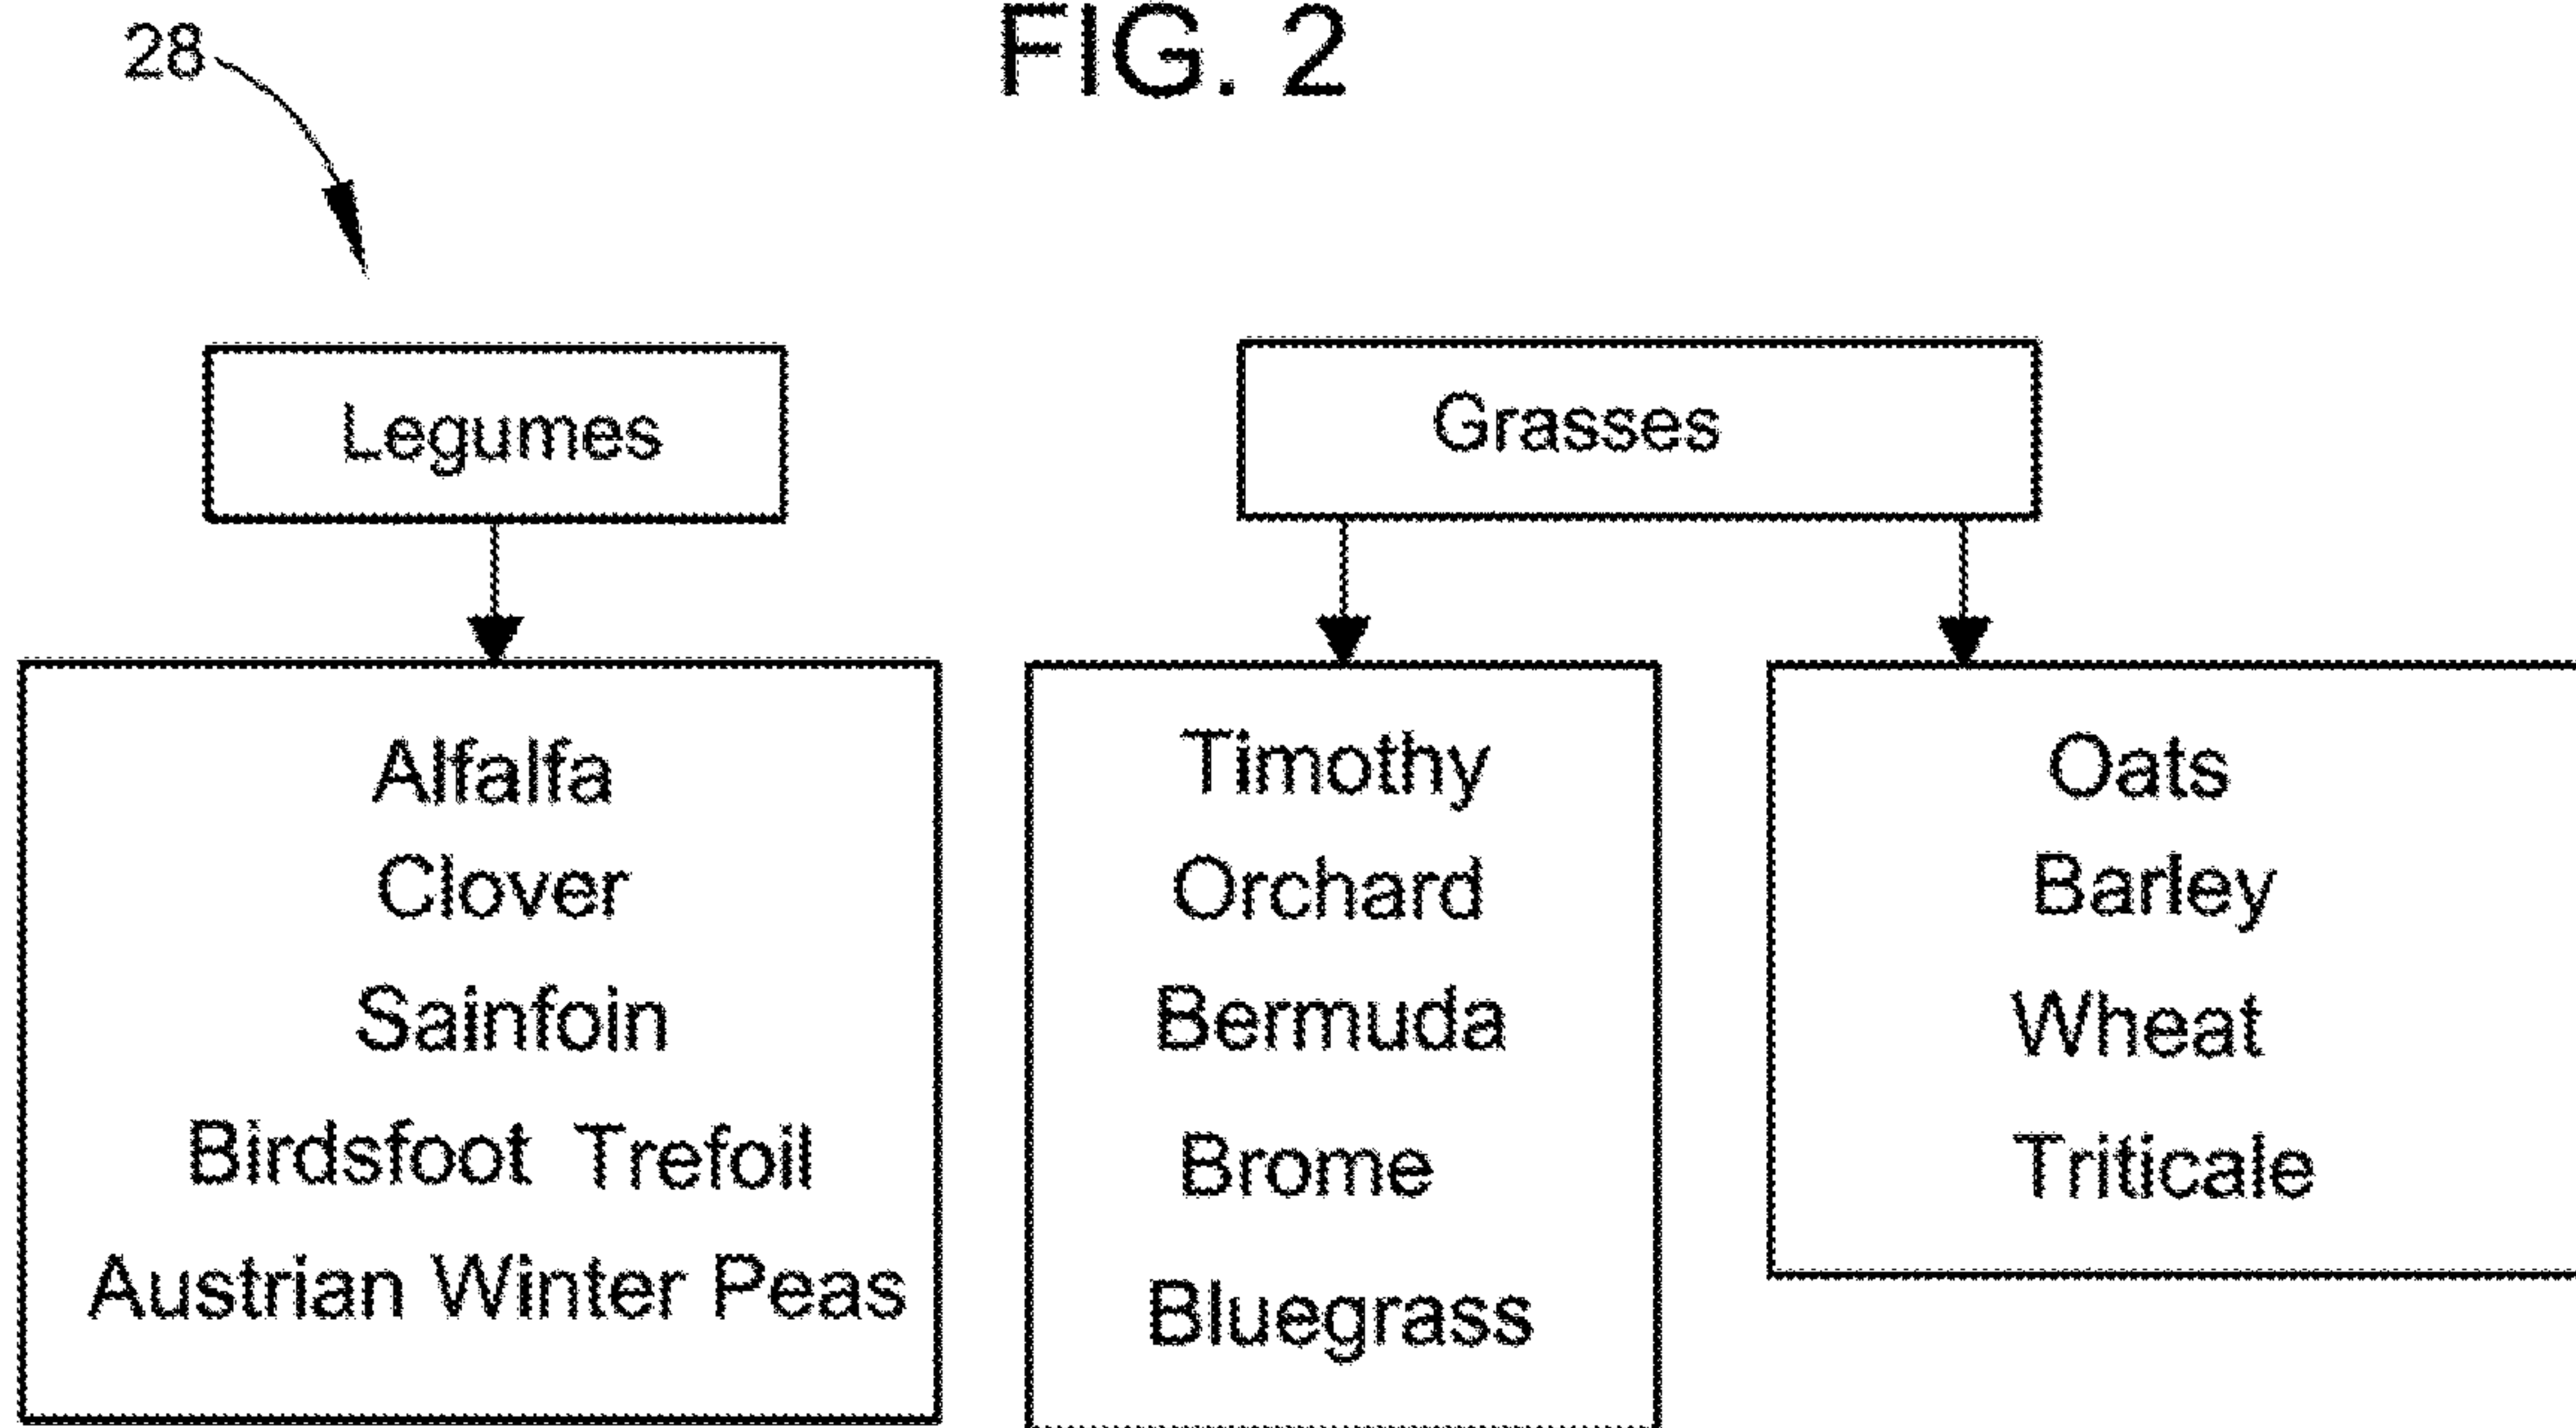 FIG. 2
28
Legumes
Grasses
Alfalfa
Clover
Sainfoin
Birdsfoot Trefoil
Austrian Winter Peas
Timothy
Orchard
Bermuda
Brome
Bluegrass
Oats
Barley
Wheat
Triticale